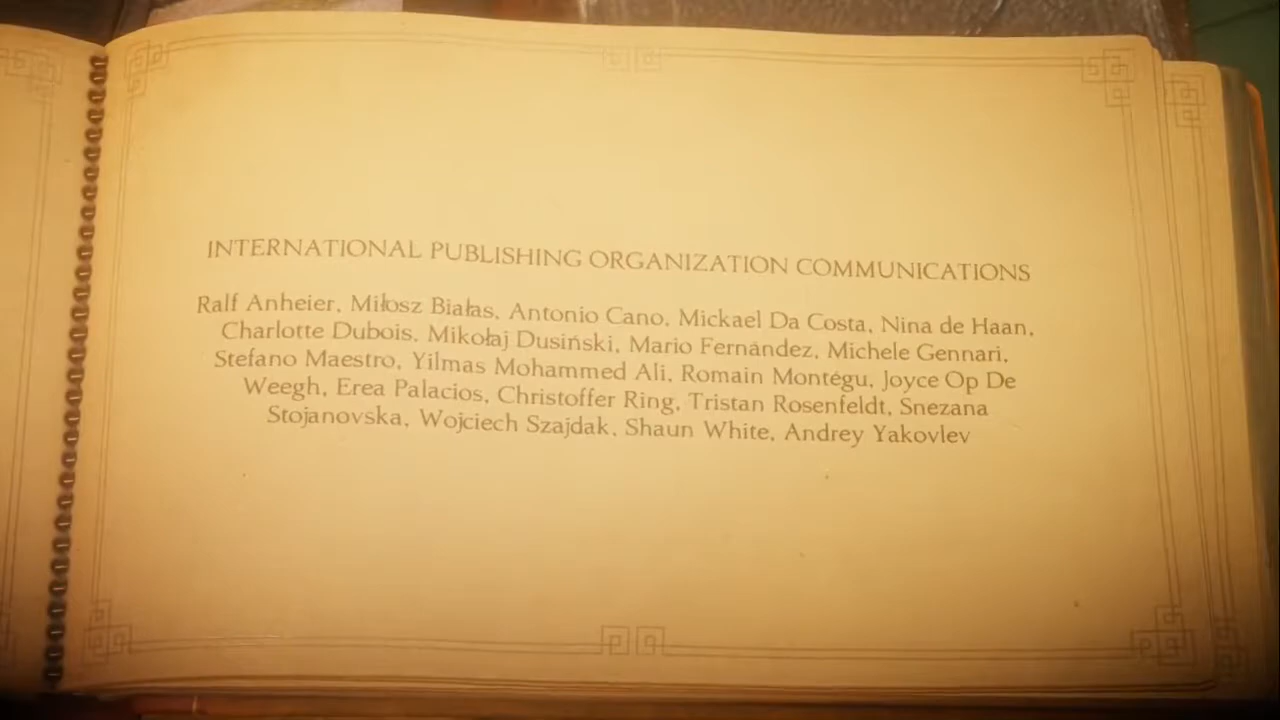 INTERNATIONAL PUBLISHING ORGANIZATION COMMUNICATIONS
Ralf Anheier, Miłosz Białas, Antonio Cano, Mickael Da Costa, Nina de Haan,
Charlotte Dubois, Mikołaj Dusiński, Mario Fernández, Michele Gennari,
Stefano Maestro, Yilmas Mohammed Ali, Romain Montégu, Joyce Op De
Weegh, Erea Palacios, Christoffer Ring, Tristan Rosenfeldt, Snezana
Stojanovska, Wojciech Szajdak, Shaun White, Andrey Yakovlev